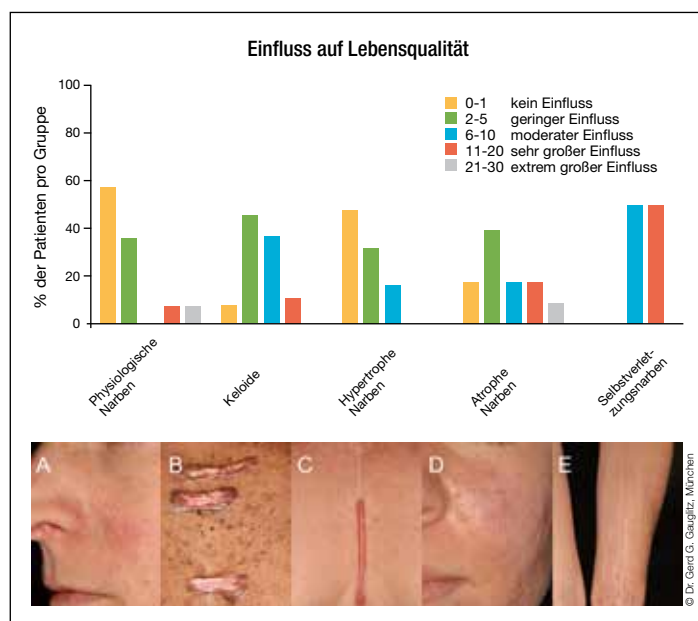 Einfluss auf Lebensqualität
100
80
60
40
20
0
% der Patienten pro Gruppe
0-1 kein Einfluss
2-5 geringer Einfluss
6-10 moderater Einfluss
11-20 sehr großer Einfluss
21-30 extrem großer Einfluss
Physiologische
Narben
Keloide
Hypertrophe
Narben
Atrophe
Narben
Selbstverlet-
zungsnarben
A
B
C
D
E
© Dr. Gerd G. Gauglitz, München